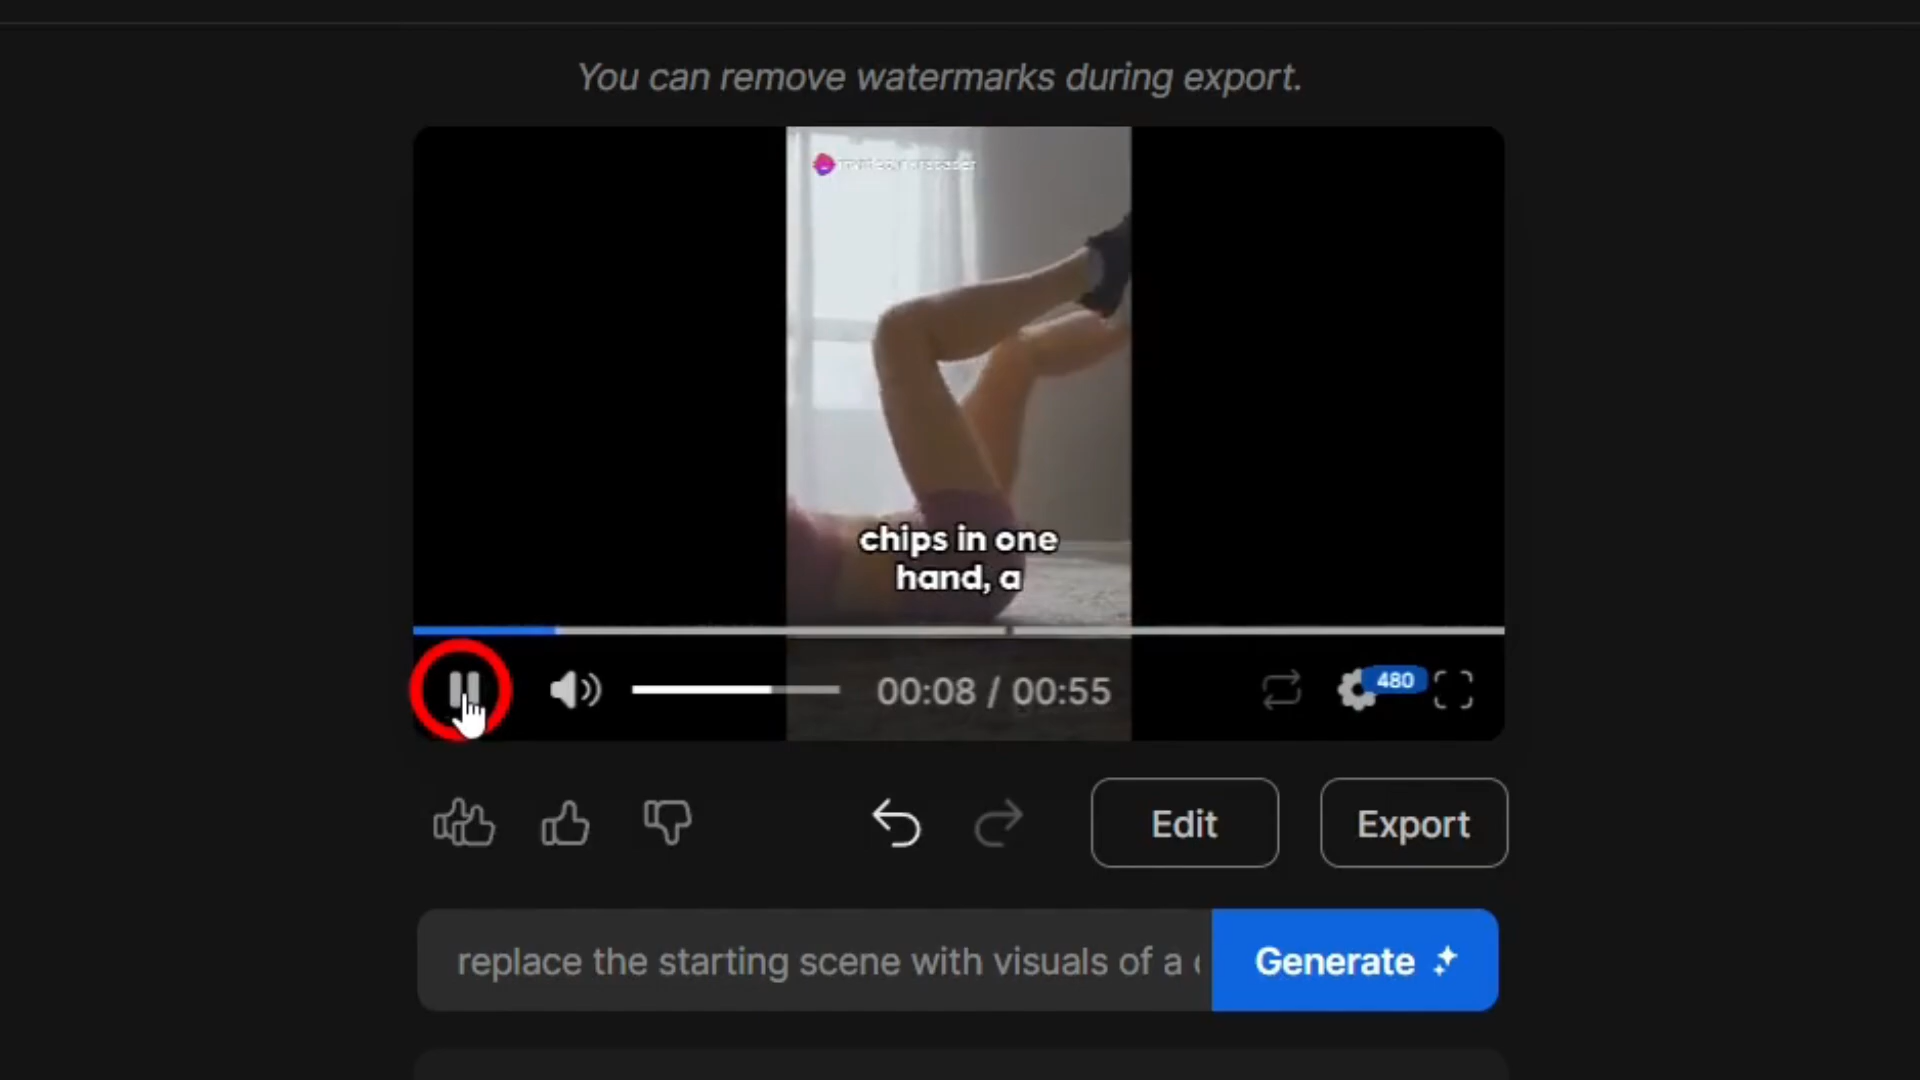 You can remove watermarks during export.
chips in one
hand, a
00:08 / 00:55
480
Edit
Export
replace the starting scene with visuals of a
Generate